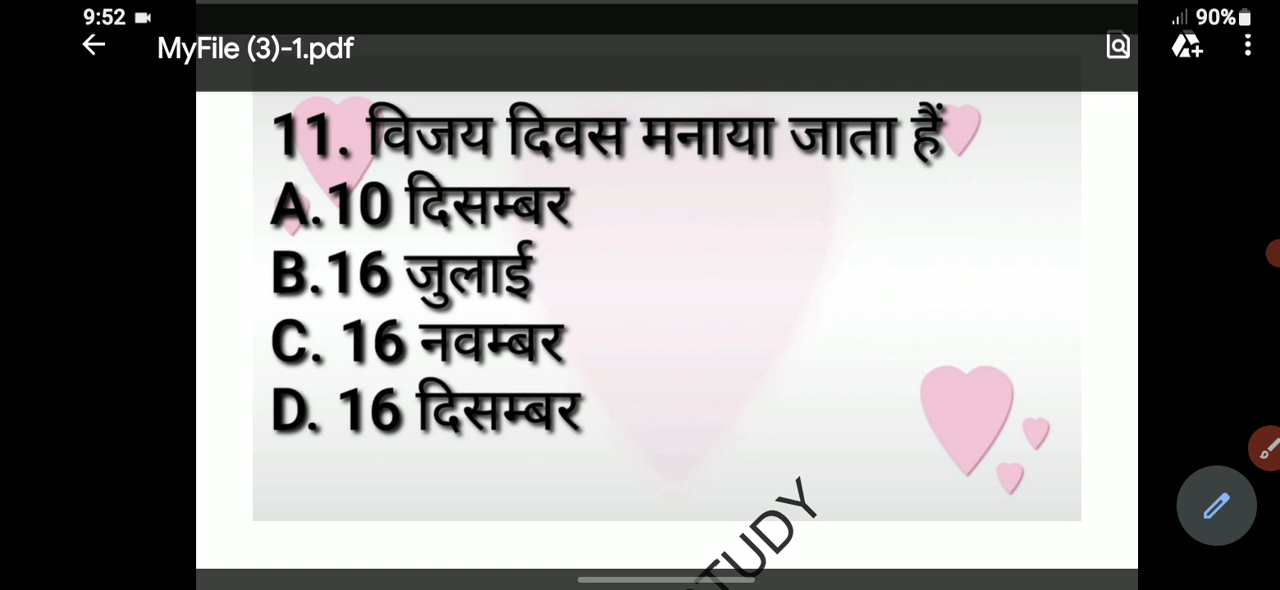 9:52
90%
MyFile (3)-1.pdf
11. विजय दिवस मनाया जाता हैं
A.10 दिसम्बर
B.16 जुलाई
C. 16 नवम्बर
D. 16 दिसम्बर
TUDY